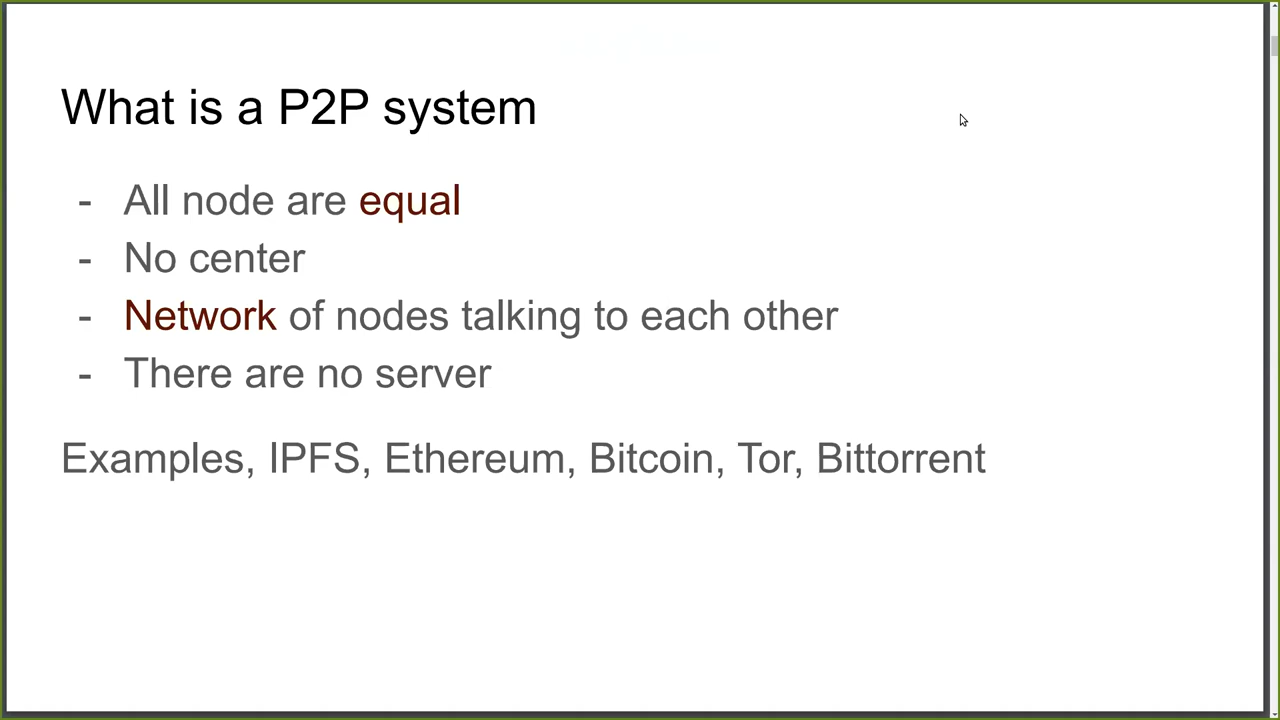 What is a P2P system
- All node are equal
- No center
- Network of nodes talking to each other
- There are no server
Examples, IPFS, Ethereum, Bitcoin, Tor, Bittorrent